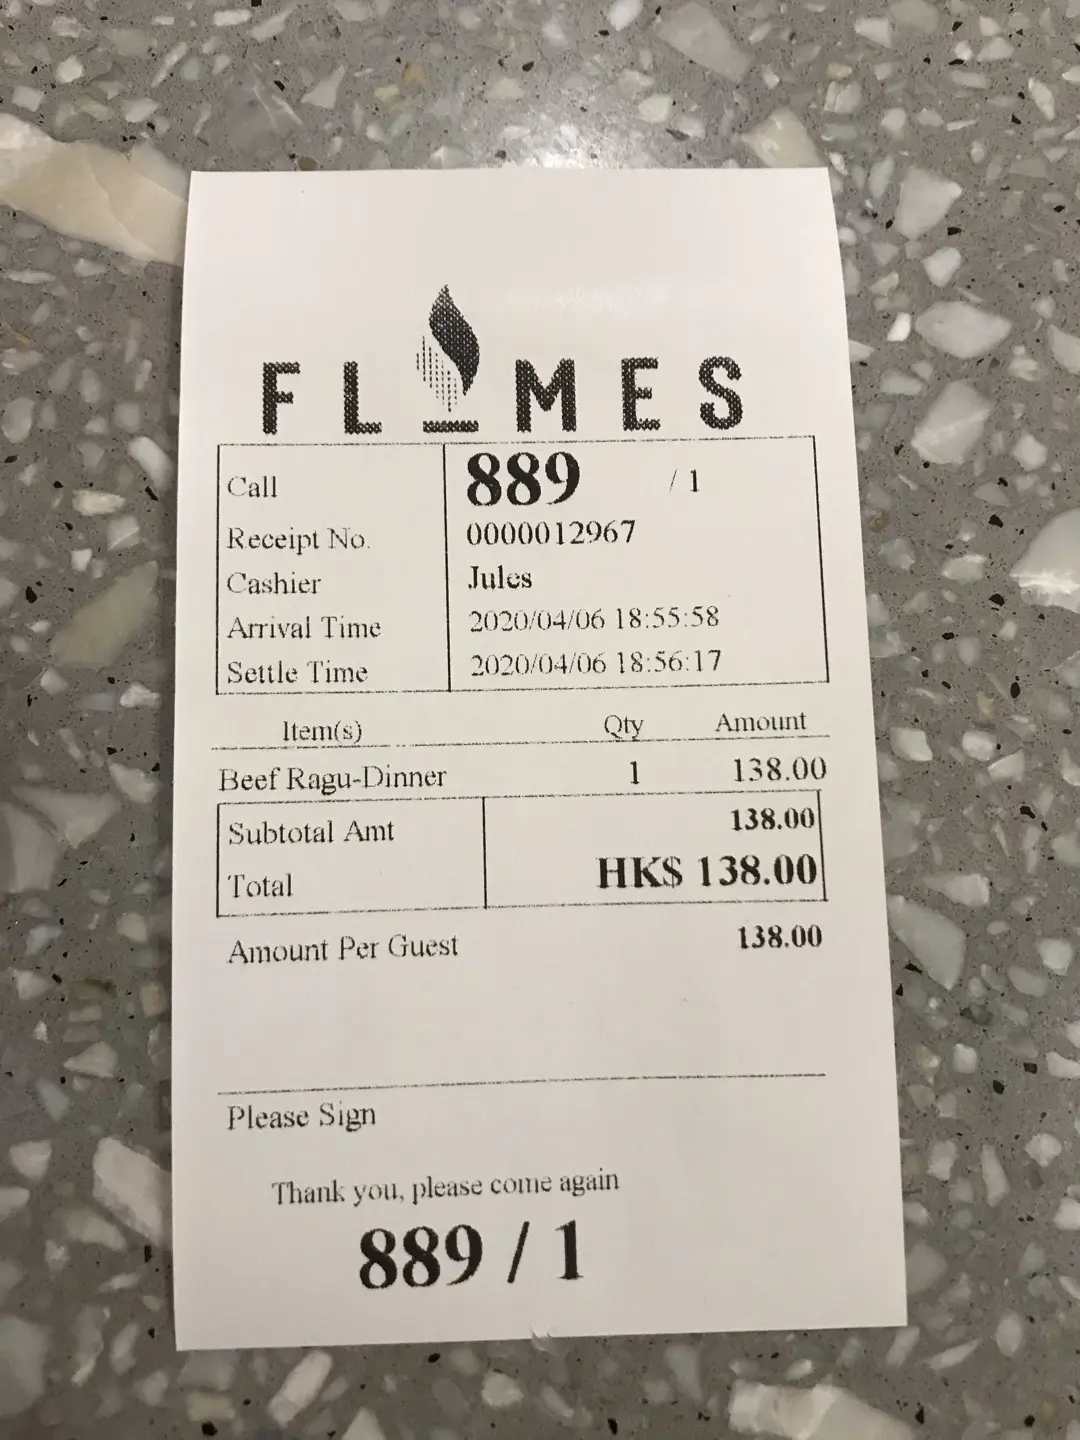 FLAMES
Call 889 / 1
Receipt No. 0000012967
Cashier Jules
Arrival Time 2020/04/06 18:55:58
Settle Time 2020/04/06 18:56:17
Item(s) Qty Amount
Beef Ragu-Dinner 1 138.00
Subtotal Amt 138.00
Total HK$ 138.00
Amount Per Guest 138.00
Please Sign
Thank you, please come again
889 / 1